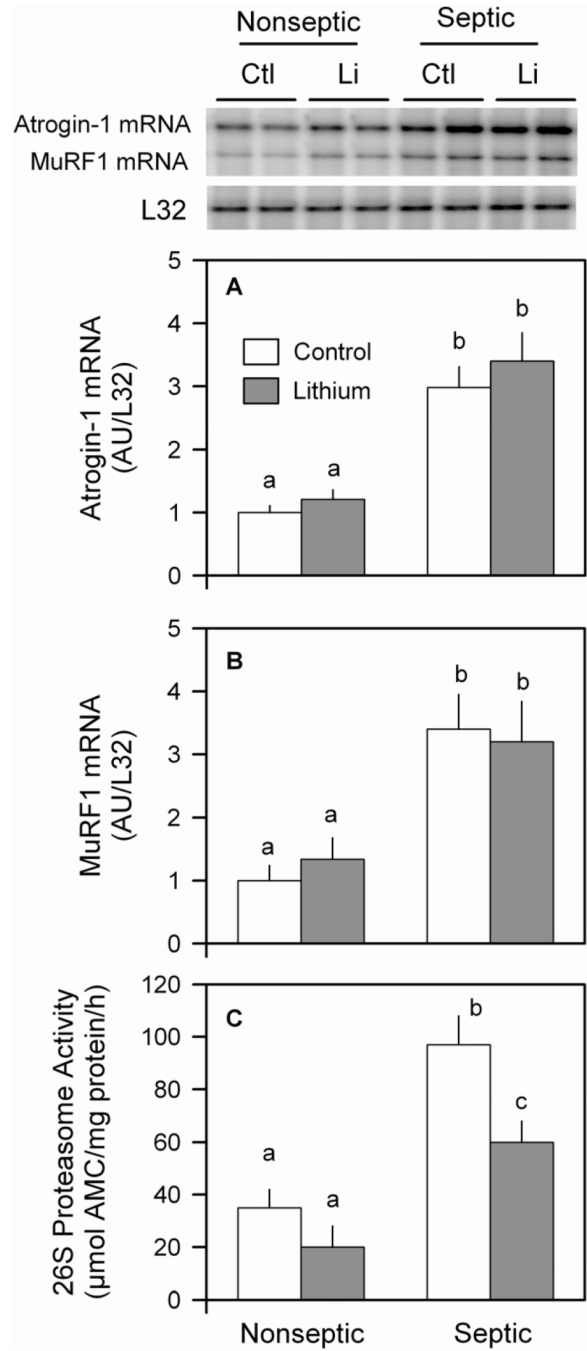 Nonseptic Septic
Ctl Li Ctl Li
Atrogin-1 mRNA
MuRF1 mRNA
L32
5
A
4
b
b
Control
3
Lithium
Atrogin-1 mRNA
(AU/L32)
2
a
a
1
0
5
B
b
b
4
3
MuRF1 mRNA
(AU/L32)
2
a
a
1
0
120
C
b
100
80
c
26S Proteasome Activity
(µmol AMC/mg protein/h)
60
a
40
a
20
0
Nonseptic Septic